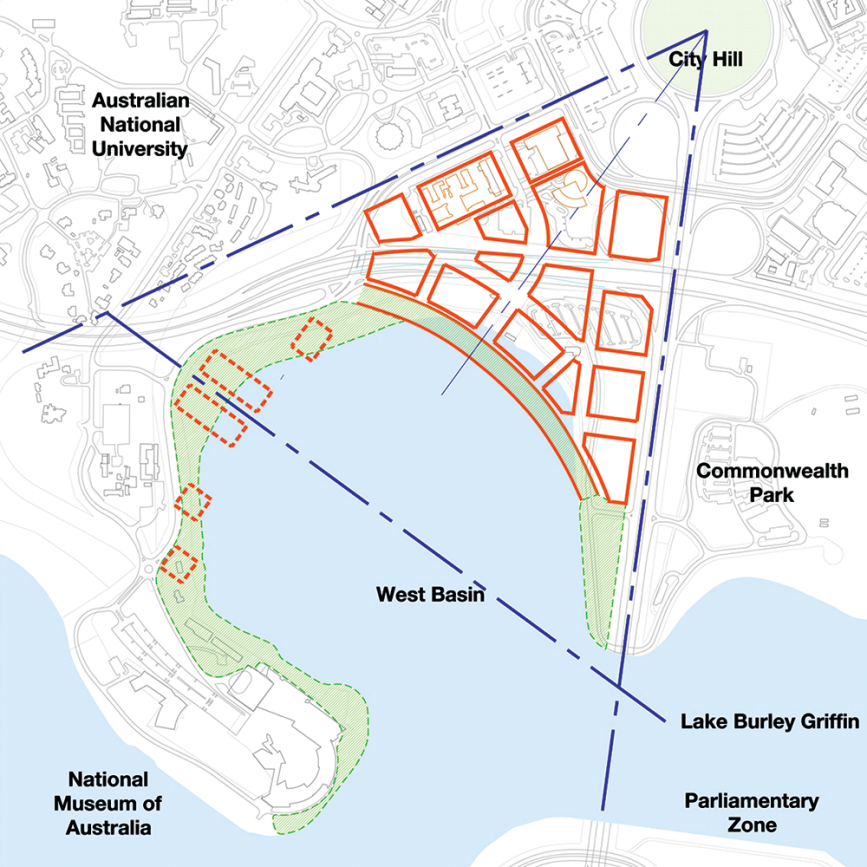 City Hill
Australian
National
University
Commonwealth
Park
West Basin
Lake Burley Griffin
National
Museum of
Australia
Parliamentary
Zone